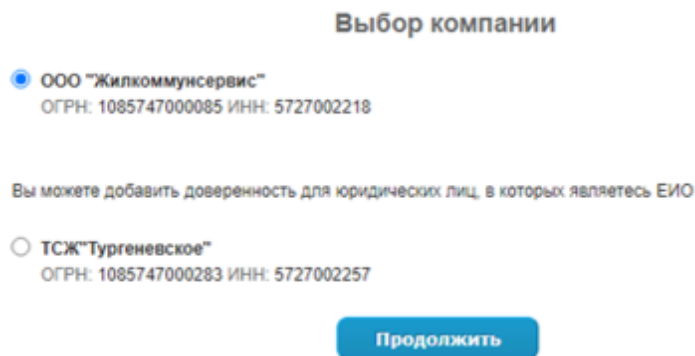 Выбор компании
ООО "Жилкоммунсервис"
ОГРН: 1085747000085 ИНН: 5727002218
Вы можете добавить доверенность для юридических лиц, в которых являетесь ЕИО
ТСЖ"Тургеневское"
ОГРН: 1085747000283 ИНН: 5727002257
Продолжить